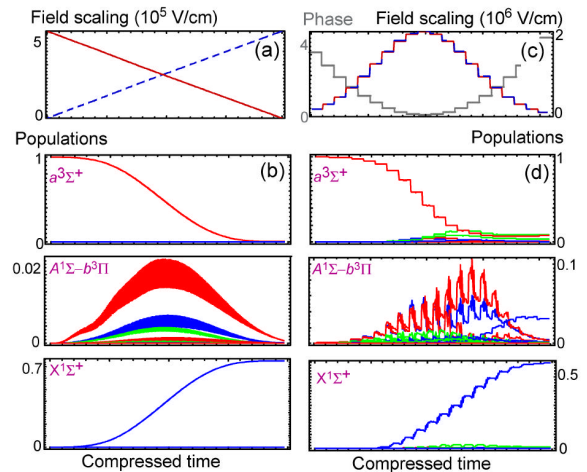 Field scaling (10⁵ V/cm)
5
0
(a)
Phase
Field scaling (10⁶ V/cm)
4
0
2
0
(c)
Populations
1
0
a³Σ⁺
(b)
0.02
0
A¹Σ–b³Π
0.7
0
X¹Σ⁺
Compressed time
Populations
1
0
a³Σ⁺
(d)
0.1
0
A¹Σ–b³Π
0.5
0
X¹Σ⁺
Compressed time